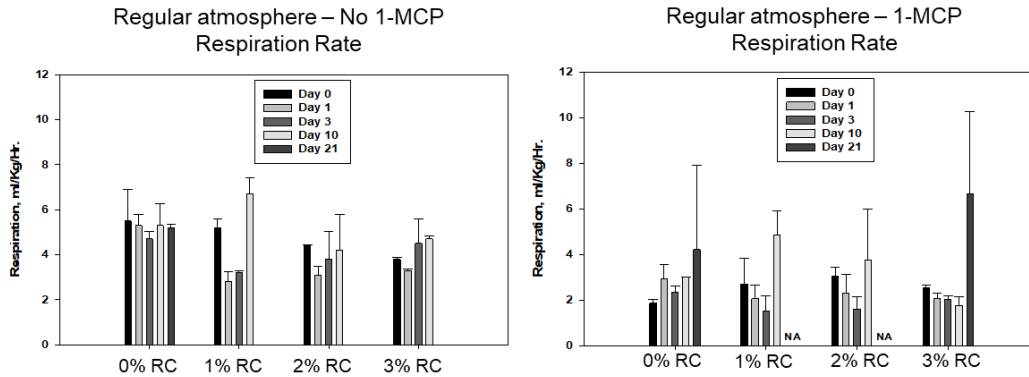 Regular atmosphere – No 1-MCP
Respiration Rate
12
10
8
6
4
2
0
Respiration, ml/Kg/Hr.
Day 0
Day 1
Day 3
Day 10
Day 21
0% RC 1% RC 2% RC 3% RC
Regular atmosphere – 1-MCP
Respiration Rate
12
10
8
6
4
2
0
Respiration, ml/Kg/Hr.
Day 0
Day 1
Day 3
Day 10
Day 21
NA NA
0% RC 1% RC 2% RC 3% RC